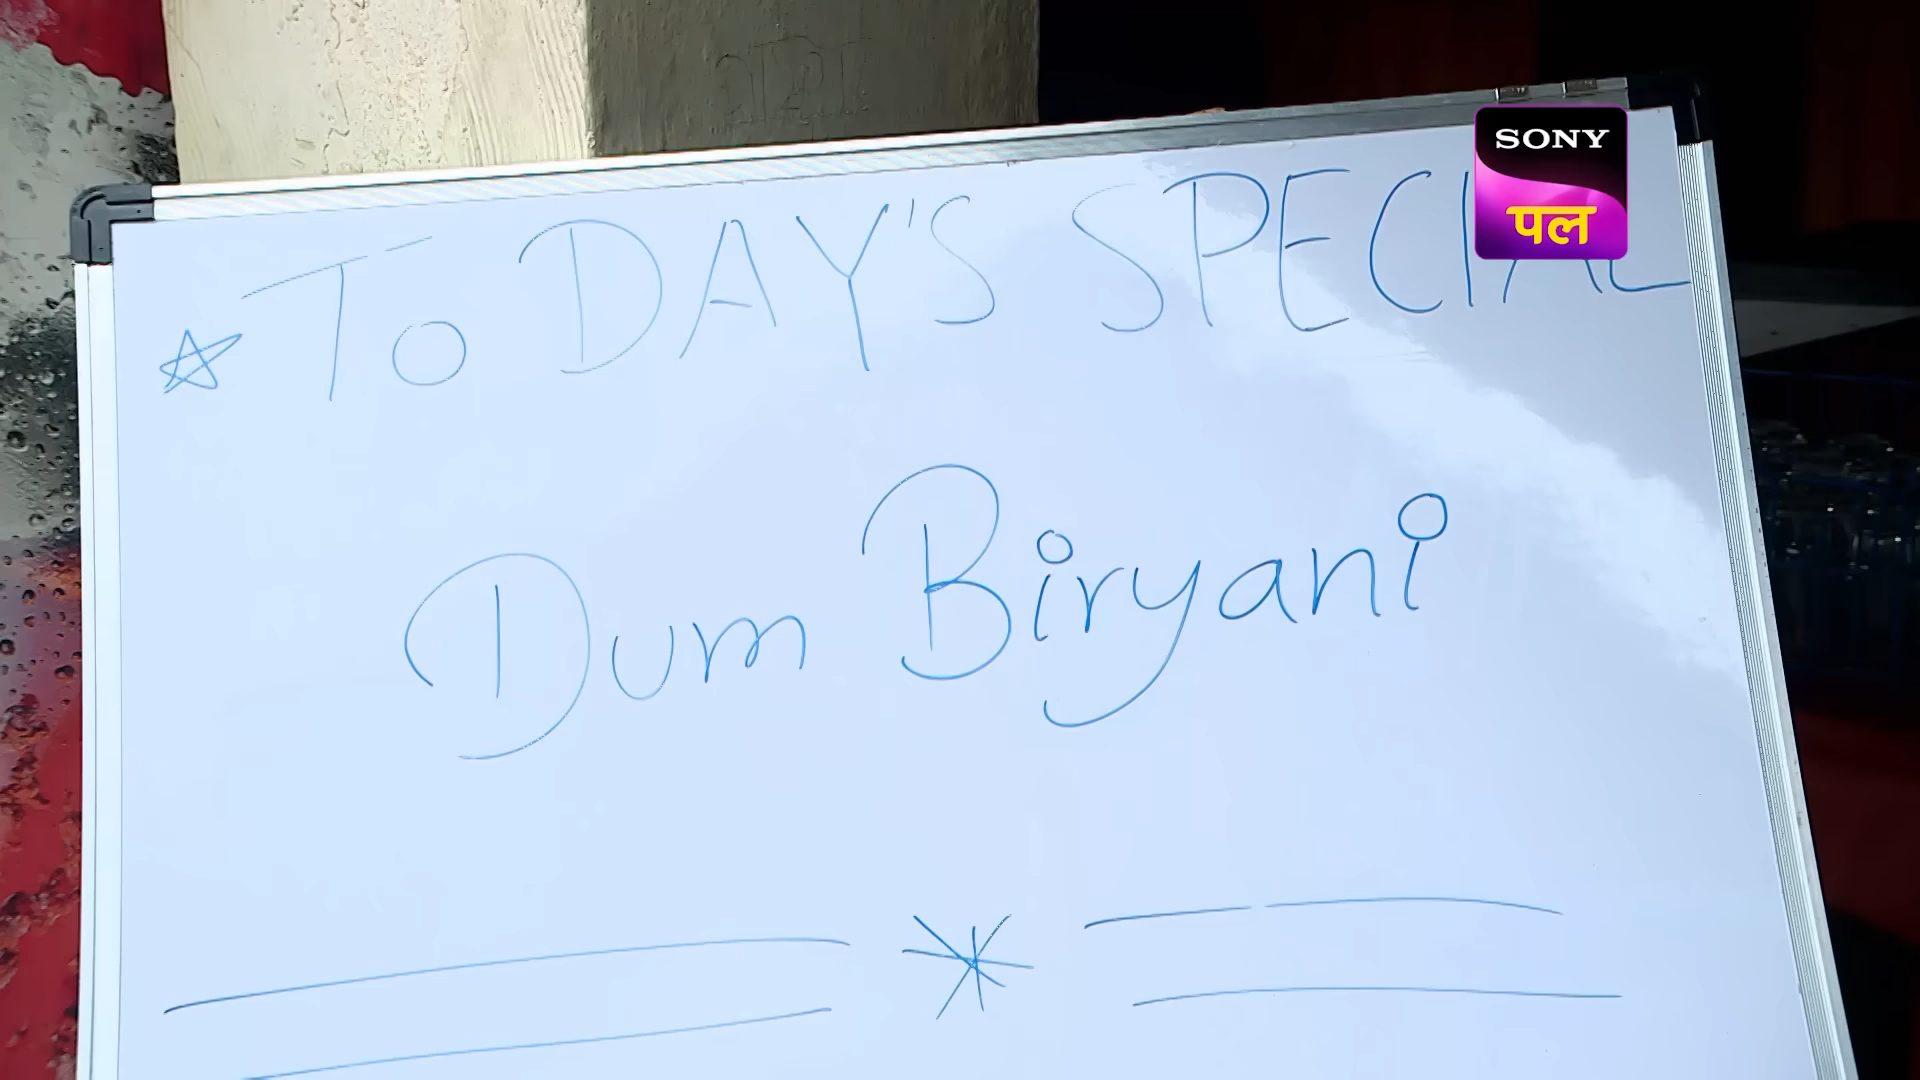 SONY
पल
☆ To DAY'S SPECIAL
Dum Biryani